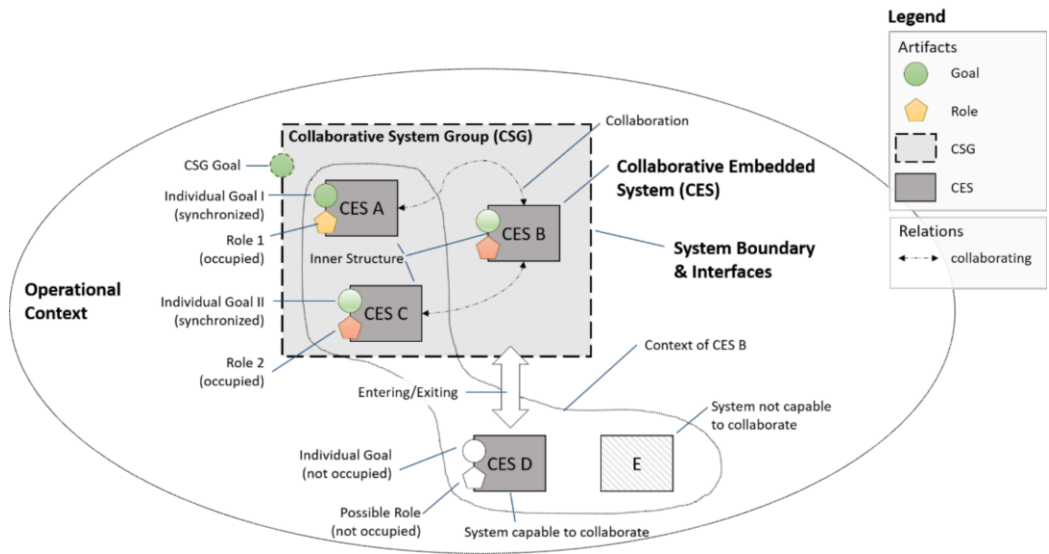 Legend
Artifacts
Goal
Role
CSG
CES
Relations
collaborating
Collaborative System Group (CSG)
Collaboration
CSG Goal
Collaborative Embedded
System (CES)
Individual Goal I
(synchronized)
CES A
Role 1
(occupied)
CES B
Inner Structure
System Boundary
& Interfaces
Operational
Context
Individual Goal II
(synchronized)
CES C
Role 2
(occupied)
Context of CES B
Entering/Exiting
System not capable
to collaborate
Individual Goal
(not occupied)
CES D
E
Possible Role
(not occupied)
System capable to collaborate